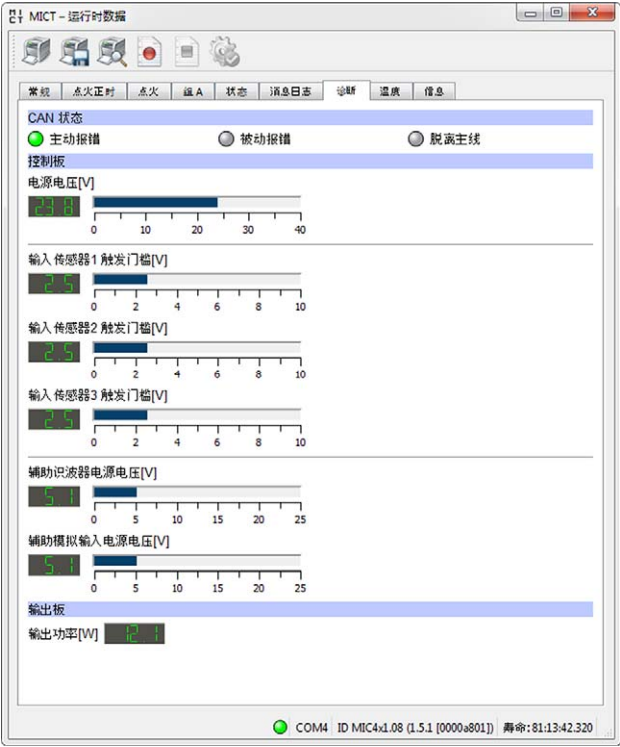 MICT – 运行时数据
常规 点火正时 点火 组 A 状态 消息日志 诊断 温度 信息
CAN 状态
主动报错 被动报错 脱离主线
控制板
电源电压[V]
23.8
0 10 20 30 40
输入传感器1 触发门槛[V]
2.5
0 2 4 6 8 10
输入传感器2 触发门槛[V]
2.5
0 2 4 6 8 10
输入传感器3 触发门槛[V]
2.5
0 2 4 6 8 10
辅助识波器电源电压[V]
5.1
0 5 10 15 20 25
辅助模拟输入电源电压[V]
5.1
0 5 10 15 20 25
输出板
输出功率[W] 12.1
COM4 ID MIC4x1.08 (1.5.1 [0000a801]) 寿命:81:13:42.320